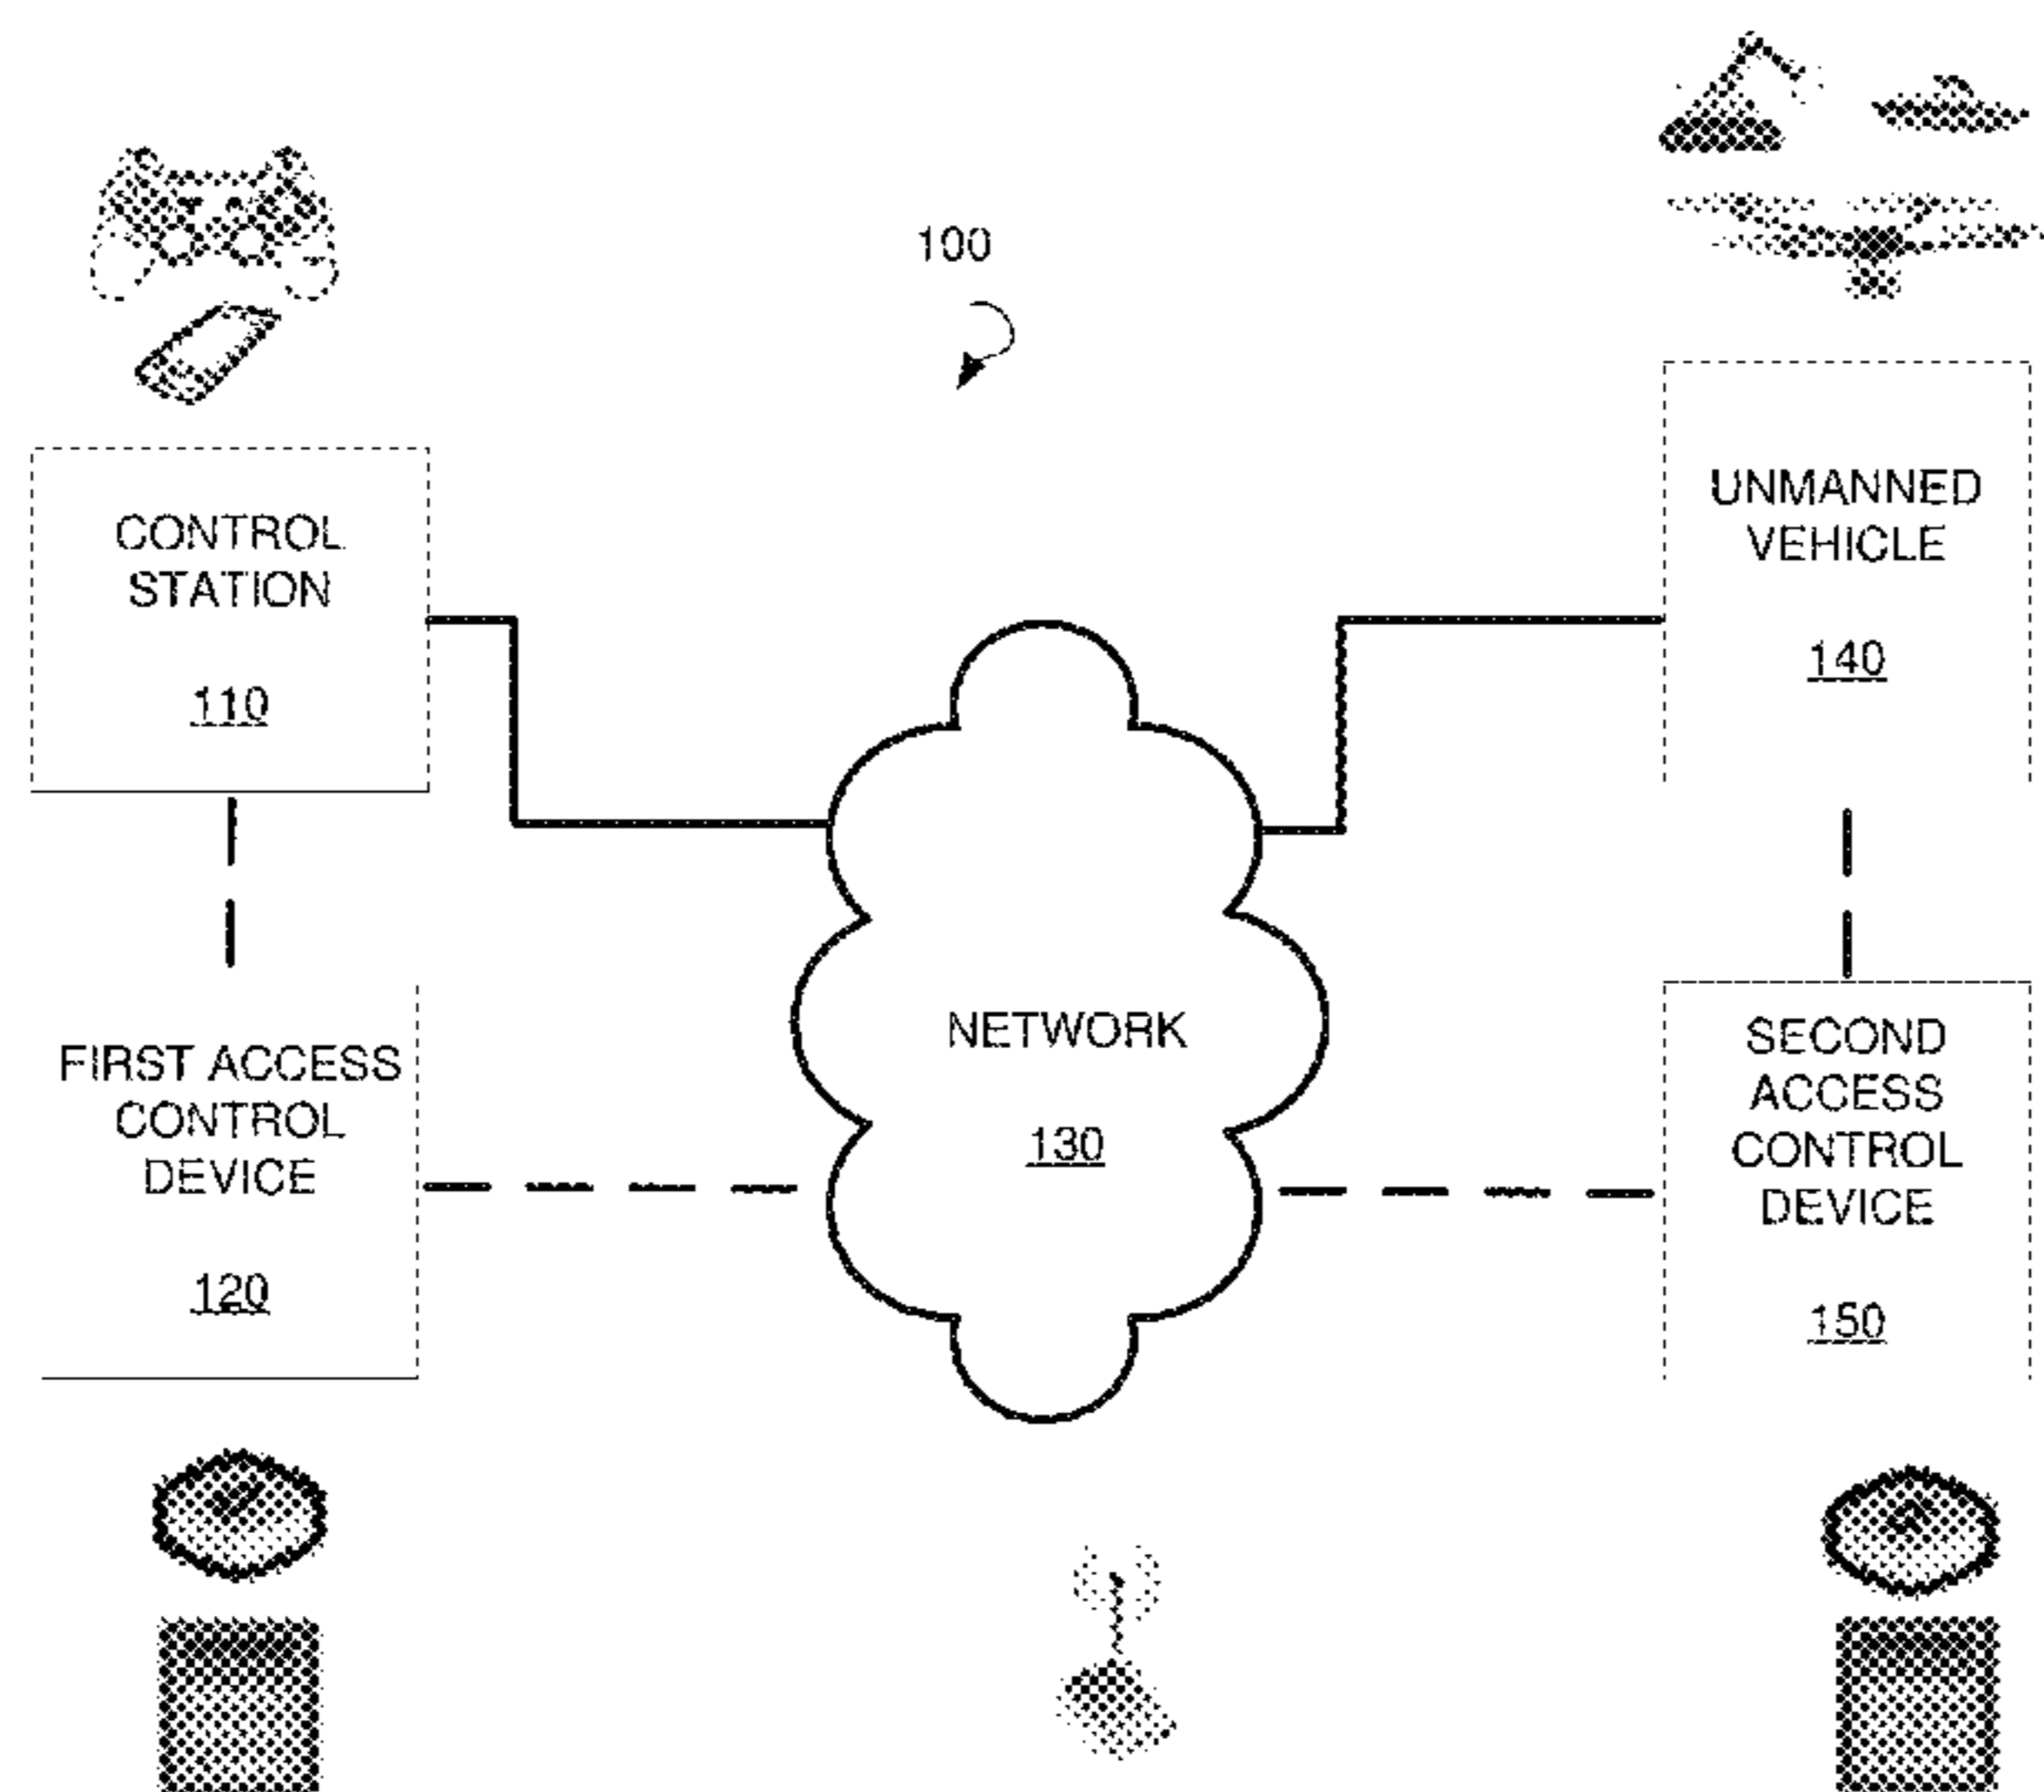 100
CONTROL
STATION
110
UNMANNED
VEHICLE
140
NETWORK
130
FIRST ACCESS
CONTROL
DEVICE
120
SECOND
ACCESS
CONTROL
DEVICE
150